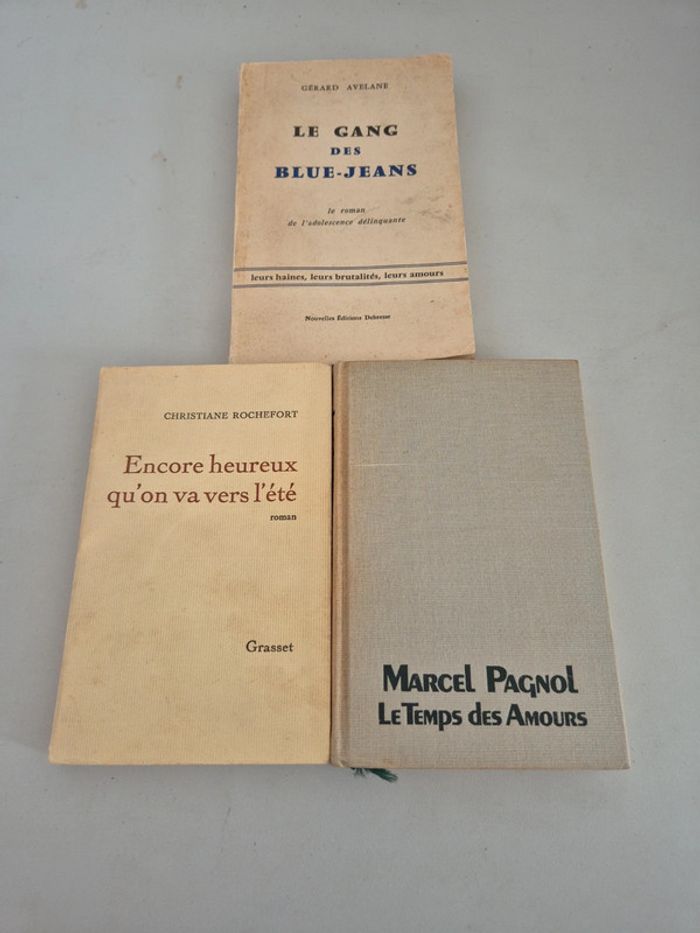 GÉRARD AVELANE
LE GANG
DES
BLUE-JEANS
le roman
de l'adolescence délinquante
leurs haines, leurs brutalités, leurs amours
Nouvelles Éditions Debresse
CHRISTIANE ROCHEFORT
Encore heureux
qu'on va vers l'été
roman
Grasset
MARCEL PAGNOL
LE TEMPS des AMOURS